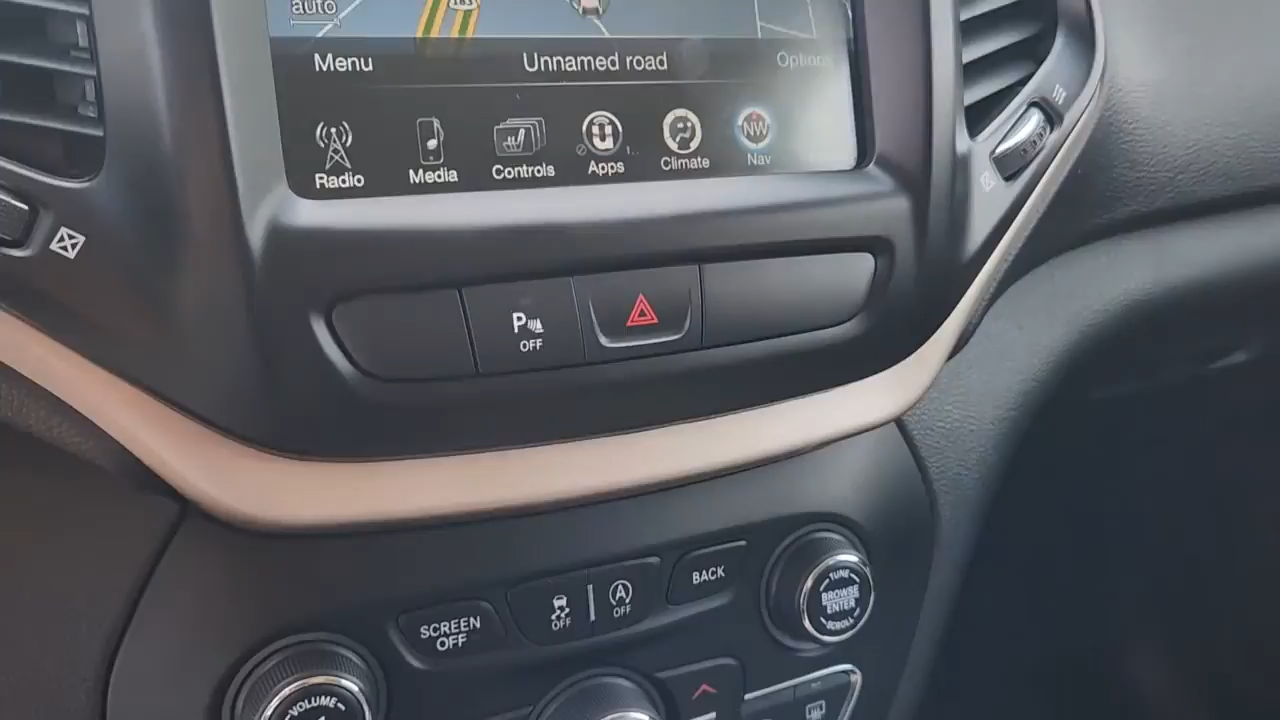 auto
183
Menu Unnamed road Options
Radio Media Controls Apps Climate NW Nav
P OFF
SCREEN OFF
OFF
A OFF
BACK
TUNE
BROWSE
ENTER
SCROLL
VOLUME